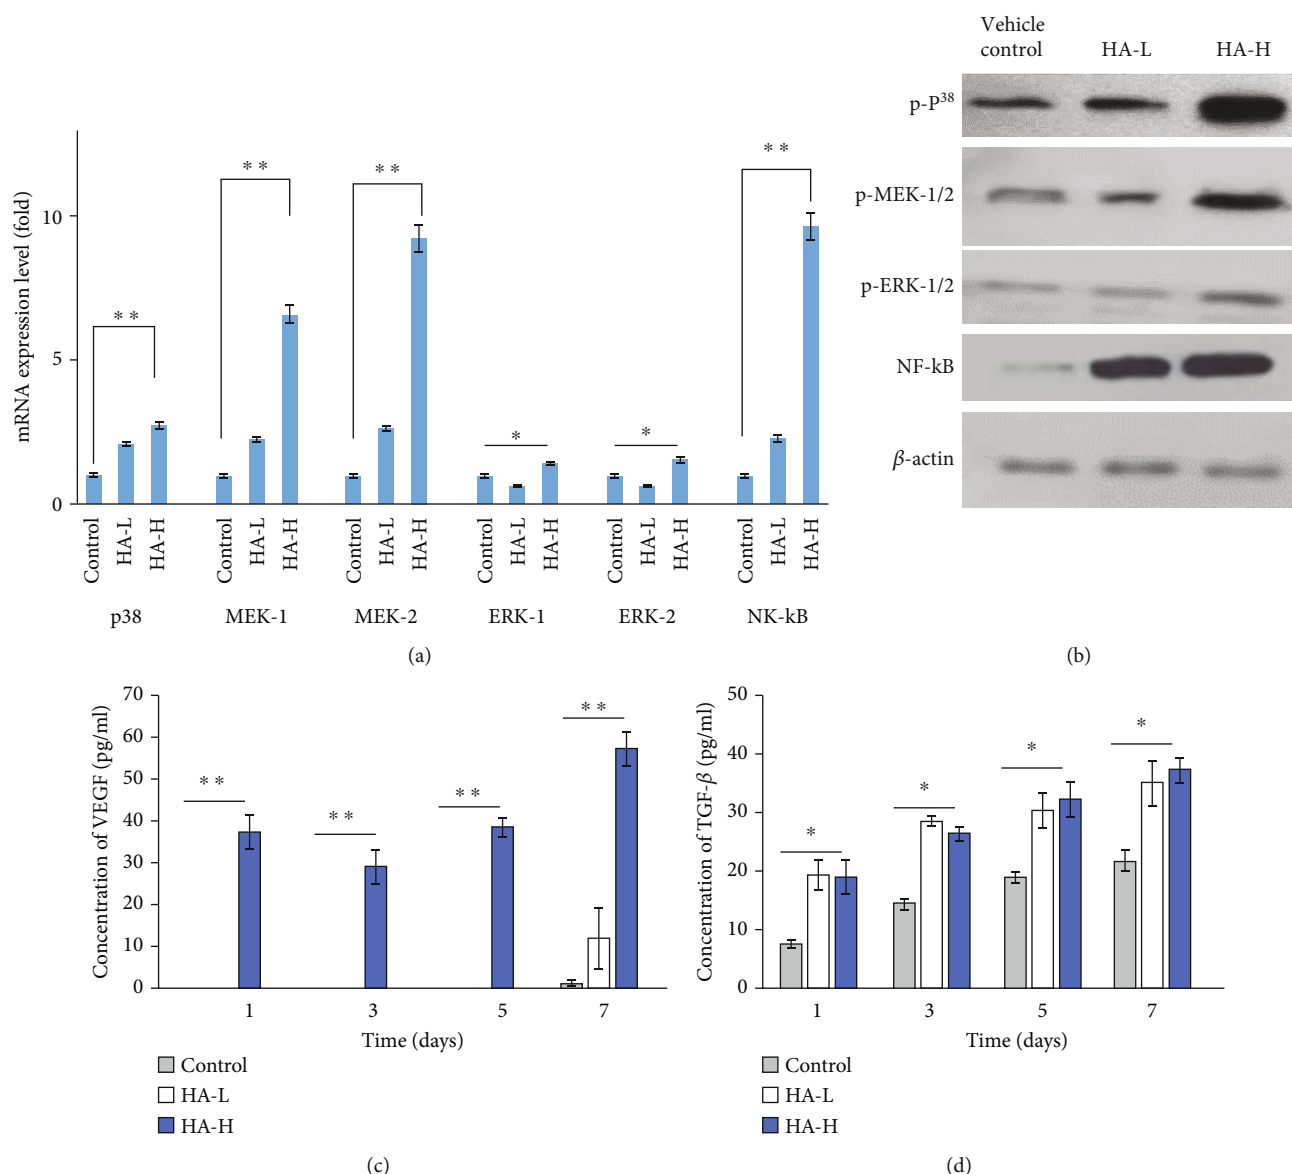 mRNA expression level (fold)
10
5
0
* *
* *
* *
* *
*
*
Control
HA-L
HA-H
Control
HA-L
HA-H
Control
HA-L
HA-H
Control
HA-L
HA-H
Control
HA-L
HA-H
Control
HA-L
HA-H
p38 MEK-1 MEK-2 ERK-1 ERK-2 NK-kB
(a)
Vehicle
control HA-L HA-H
p-P³⁸
p-MEK-1/2
p-ERK-1/2
NF-kB
β-actin
(b)
Concentration of VEGF (pg/ml)
70
60
50
40
30
20
10
0
* *
* *
* *
* *
1 3 5 7
Time (days)
Control
HA-L
HA-H
(c)
Concentration of TGF-β (pg/ml)
50
40
30
20
10
0
*
*
*
*
1 3 5 7
Time (days)
Control
HA-L
HA-H
(d)